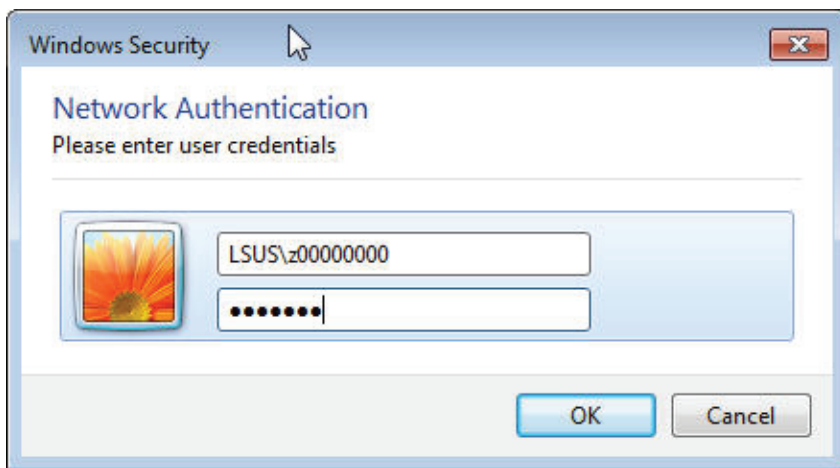 Windows Security
Network Authentication
Please enter user credentials
LSUS\z00000000
●●●●●●●
OK
Cancel